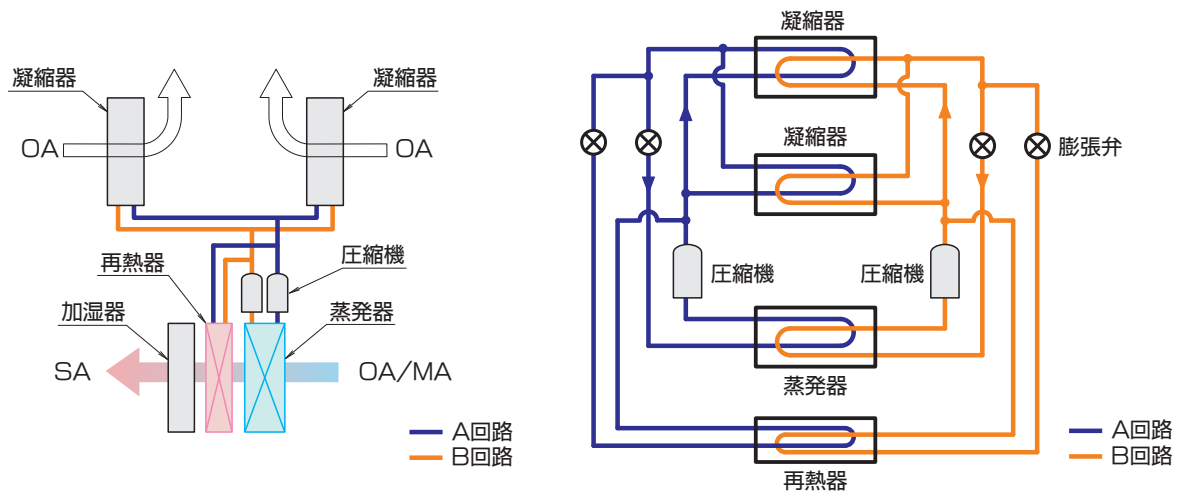 凝縮器
凝縮器
OA
OA
再熱器
圧縮機
加湿器
蒸発器
SA
OA/MA
A回路
B回路
凝縮器
凝縮器
膨張弁
圧縮機
圧縮機
蒸発器
再熱器
A回路
B回路